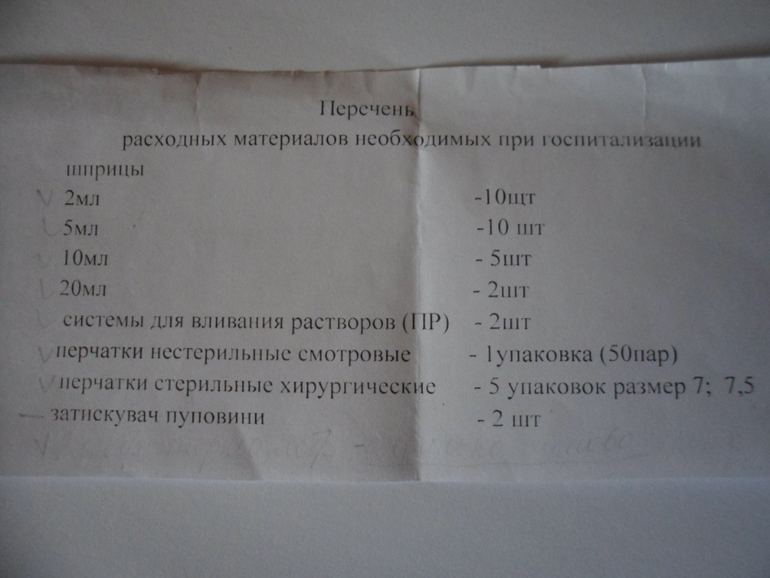 Перечень
расходных материалов необходимых при госпитализации
шприцы
2мл -10щт
5мл -10 шт
10мл - 5шт
20мл - 2шт
системы для вливания растворов (ПР) - 2шт
перчатки нестерильные смотровые - 1упаковка (50пар)
перчатки стерильные хирургические - 5 упаковок размер 7; 7,5
затискувач пуповини - 2 шт